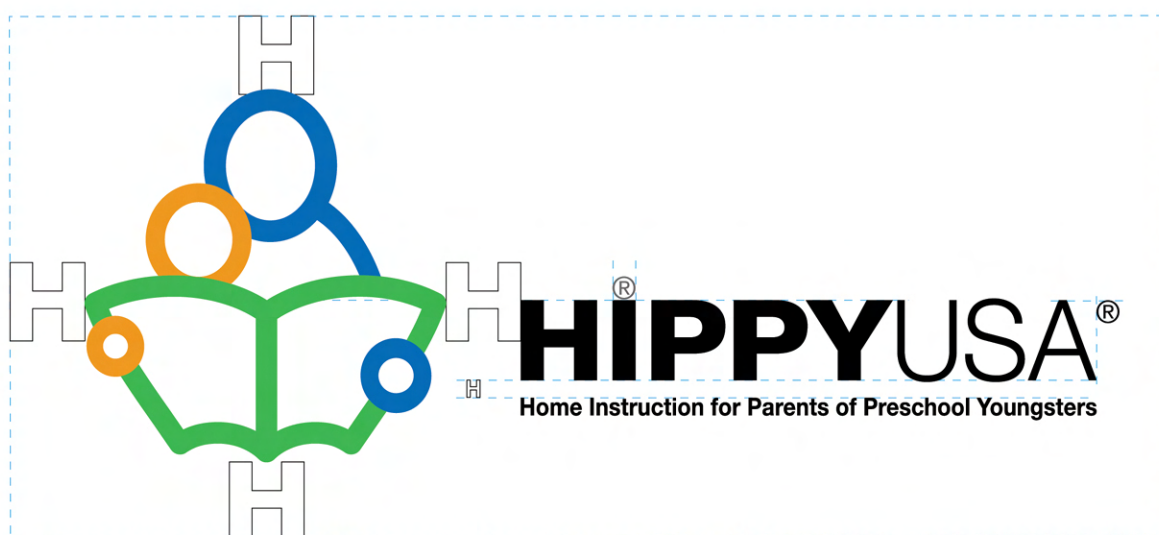 H
H
H
®
HIPPYUSA®
H
Home Instruction for Parents of Preschool Youngsters
H